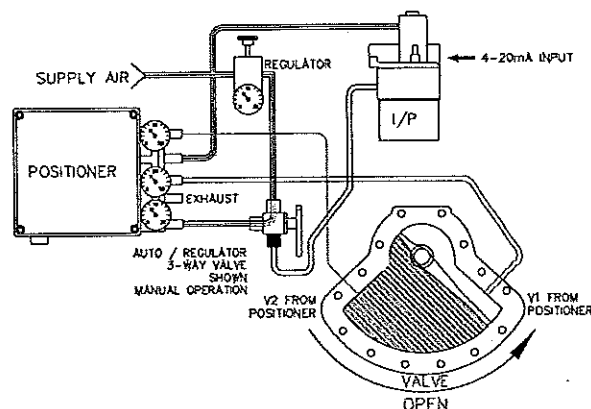 4-20mA INPUT
REGULATOR
SUPPLY AIR
I/P
POSITIONER
EXHAUST
AUTO / REGULATOR
3-WAY VALVE
SHOWN
MANUAL OPERATION
V2 FROM
POSITIONER
V1 FROM
POSITIONER
VALVE
OPEN